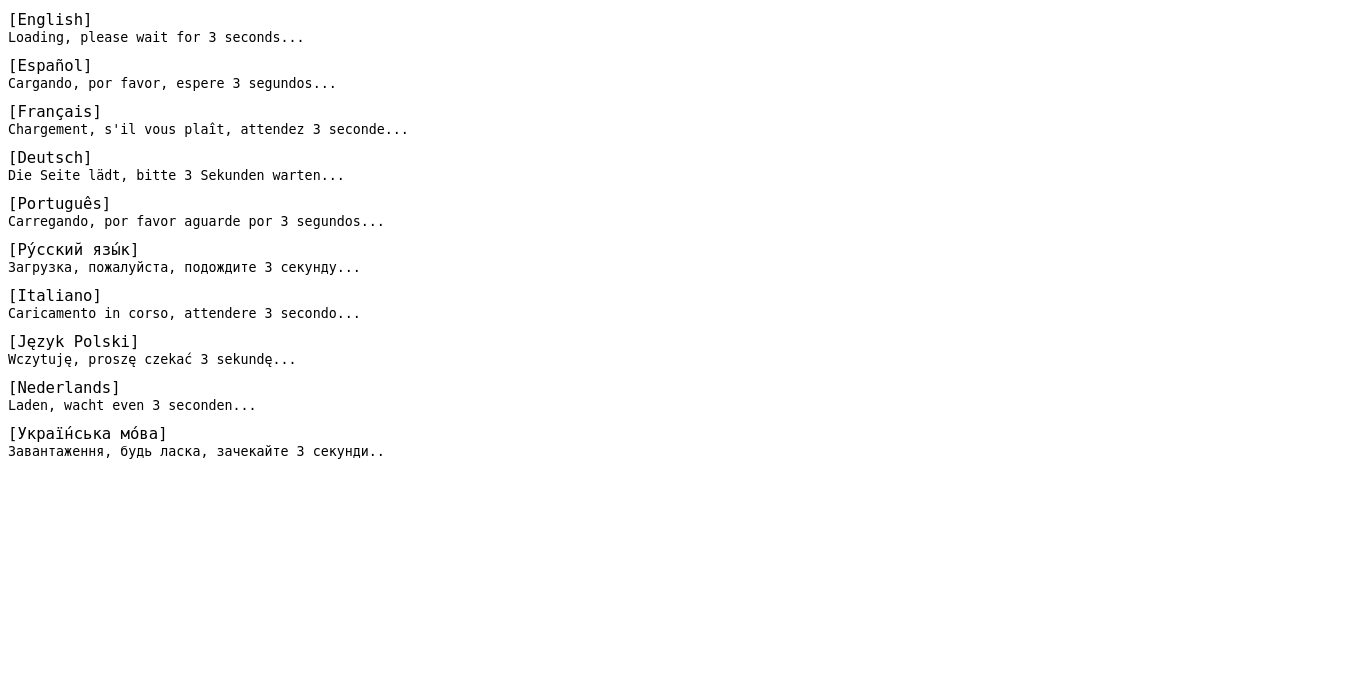 [English]
Loading, please wait for 3 seconds...
[Español]
Cargando, por favor, espere 3 segundos...
[Français]
Chargement, s'il vous plaît, attendez 3 seconde...
[Deutsch]
Die Seite lädt, bitte 3 Sekunden warten...
[Português]
Carregando, por favor aguarde por 3 segundos...
[Ру́сский язы́к]
Загрузка, пожалуйста, подождите 3 секунду...
[Italiano]
Caricamento in corso, attendere 3 secondo...
[Język Polski]
Wczytuję, proszę czekać 3 sekundę...
[Nederlands]
Laden, wacht even 3 seconden...
[Украї́нська мо́ва]
Завантаження, будь ласка, зачекайте 3 секунди..